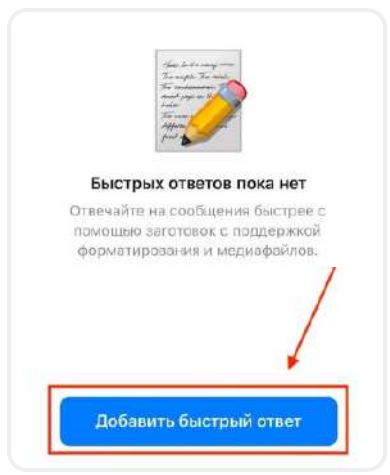 Быстрых ответов пока нет
Отвечайте на сообщения быстрее с
помощью заготовок с поддержкой
форматирования и медиафайлов.
Добавить быстрый ответ